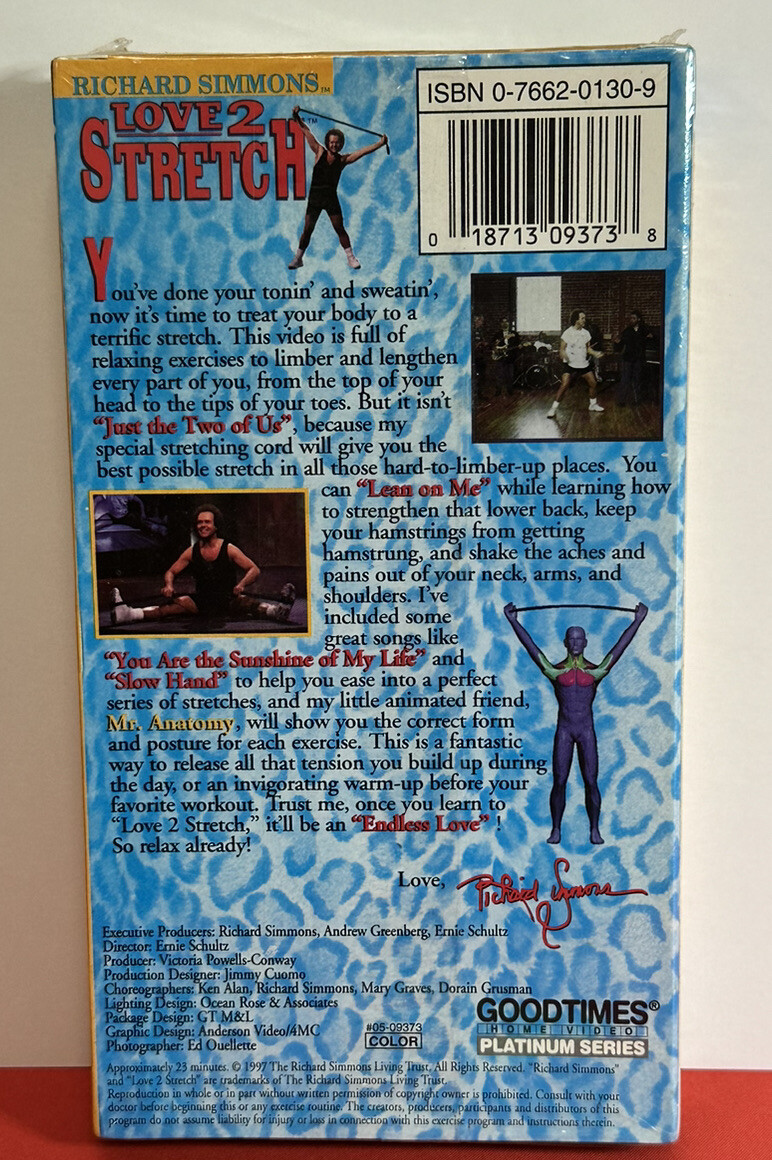 RICHARD SIMMONS™
LOVE 2
STRETCH™
ISBN 0-7662-0130-9
0 18713 09373 8
You've done your tonin' and sweatin',
now it's time to treat your body to a
terrific stretch. This video is full of
relaxing exercises to limber and lengthen
every part of you, from the top of your
head to the tips of your toes. But it isn't
"Just the Two of Us", because my
special stretching cord will give you the
best possible stretch in all those hard-to-limber-up places. You
can "Lean on Me" while learning how
to strengthen that lower back, keep
your hamstrings from getting
hamstrung, and shake the aches and
pains out of your neck, arms, and
shoulders. I've
included some
great songs like
"You Are the Sunshine of My Life" and
"Slow Hand" to help you ease into a perfect
series of stretches, and my little animated friend,
Mr. Anatomy, will show you the correct form
and posture for each exercise. This is a fantastic
way to release all that tension you build up during
the day, or an invigorating warm-up before your
favorite workout. Trust me, once you learn to
"Love 2 Stretch," it'll be an "Endless Love" !
So relax already!
Love, Richard Simmons
Executive Producers: Richard Simmons, Andrew Greenberg, Ernie Schultz
Director: Ernie Schultz
Producer: Victoria Powells-Conway
Production Designer: Jimmy Cuomo
Choreographers: Ken Alan, Richard Simmons, Mary Graves, Dorain Grusman
Lighting Design: Ocean Rose & Associates
Package Design: GT M&L
Graphic Design: Anderson Video/4MC
Photographer: Ed Ouellette
#05-09373
COLOR
GOODTIMES®
HOME VIDEO
PLATINUM SERIES
Approximately 23 minutes. © 1997 The Richard Simmons Living Trust, All Rights Reserved. "Richard Simmons"
and "Love 2 Stretch" are trademarks of The Richard Simmons Living Trust.
Reproduction in whole or in part without written permission of copyright owner is prohibited. Consult with your
doctor before beginning this or any exercise routine. The creators, producers, participants and distributors of this
program do not assume liability for injury or loss in connection with this exercise program and instructions therein.